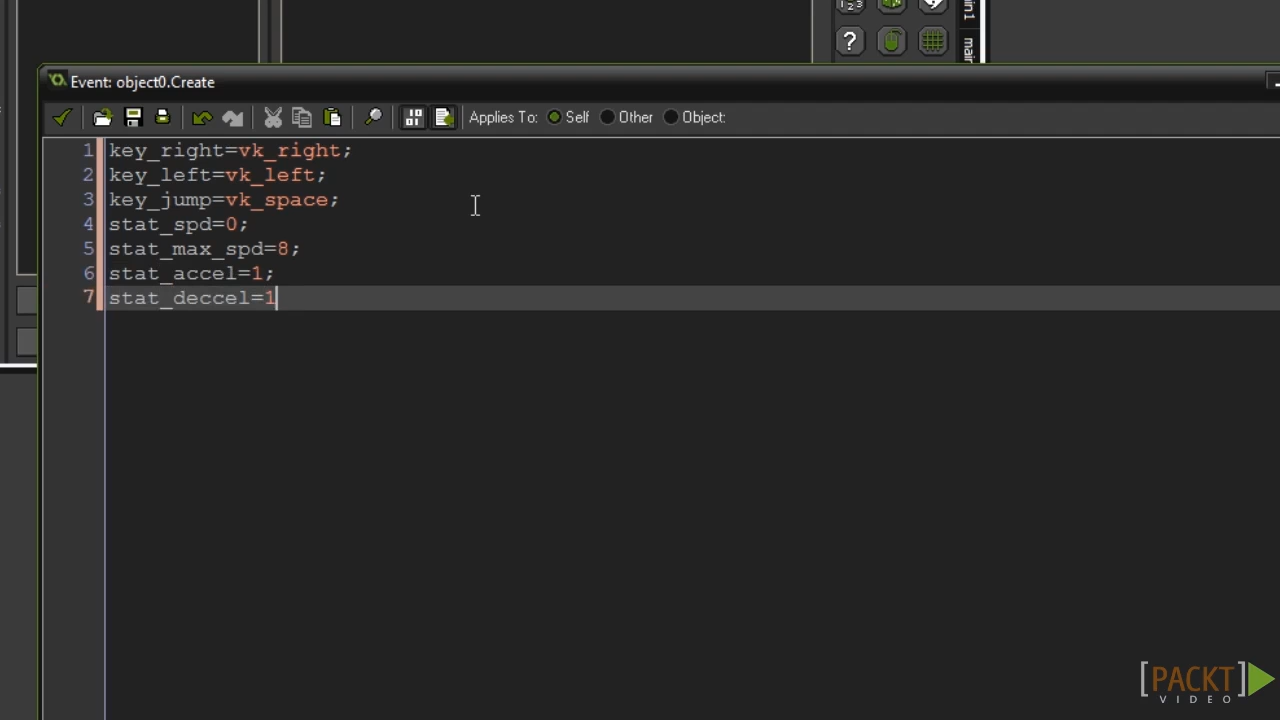 Event: object0.Create
Applies To: Self Other Object:
1 key_right=vk_right;
2 key_left=vk_left;
3 key_jump=vk_space;
4 stat_spd=0;
5 stat_max_spd=8;
6 stat_accel=1;
7 stat_deccel=1
[PACKT]
VIDEO